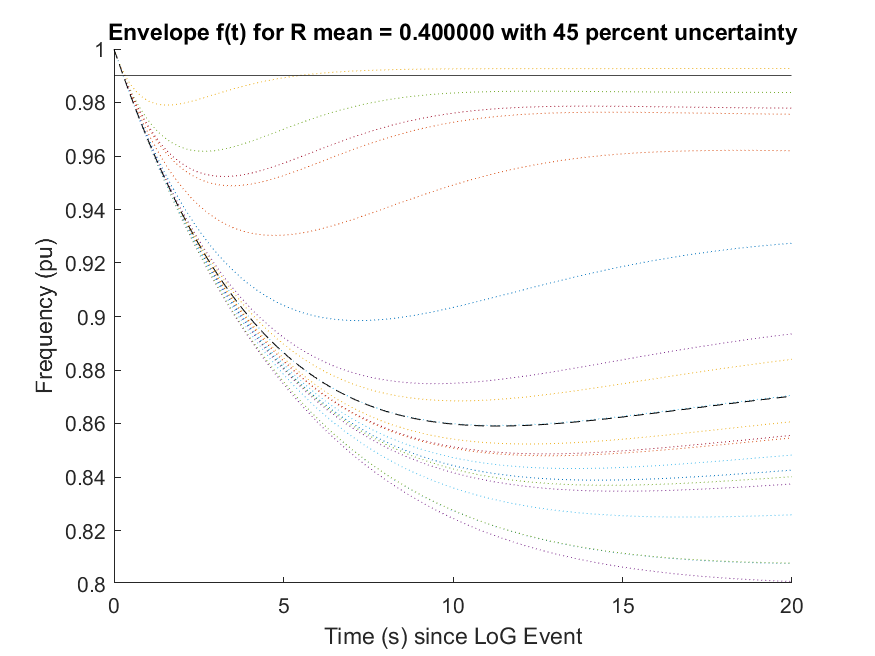 Envelope f(t) for R mean = 0.400000 with 45 percent uncertainty
1
0.98
0.96
0.94
0.92
0.9
0.88
0.86
0.84
0.82
0.8
Frequency (pu)
0 5 10 15 20
Time (s) since LoG Event